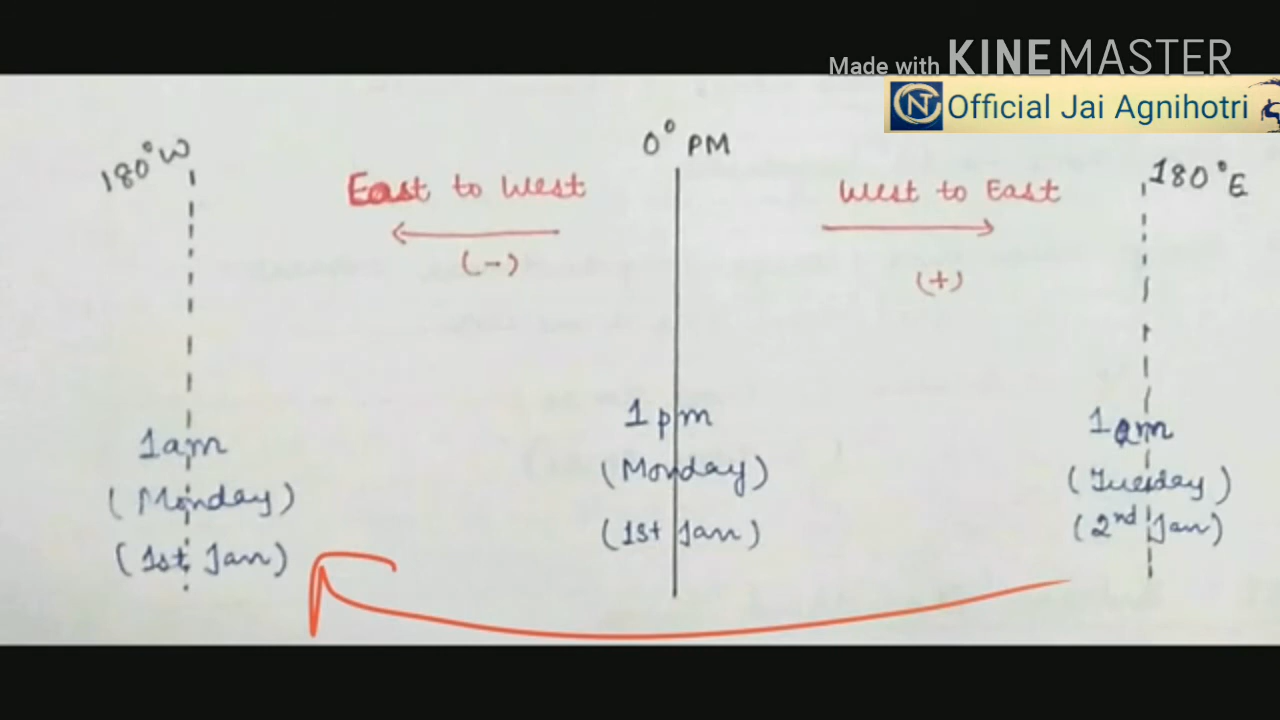 Made with KINEMASTER
Official Jai Agnihotri
180°W
0° PM
180°E
East to West
West to East
(-)
(+)
1am
(Monday)
(1st Jan)
1pm
(Monday)
(1st Jan)
1am
(Tuesday)
(2nd Jan)